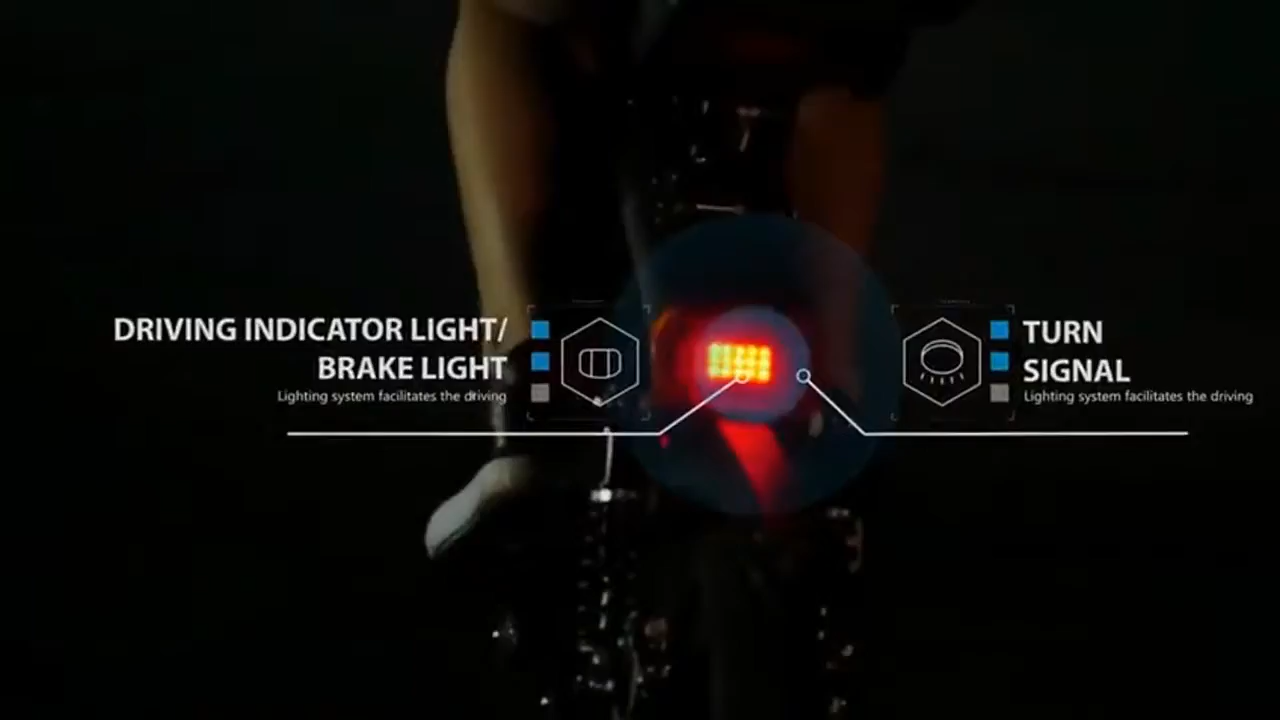 DRIVING INDICATOR LIGHT/
BRAKE LIGHT
Lighting system facilitates the driving
TURN
SIGNAL
Lighting system facilitates the driving